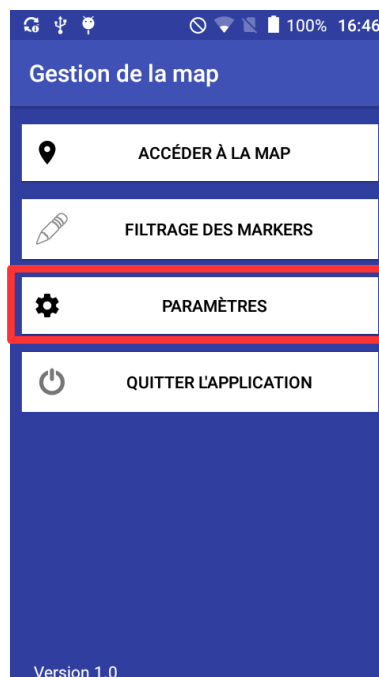 100% 16:46
Gestion de la map
ACCÉDER À LA MAP
FILTRAGE DES MARKERS
PARAMÈTRES
QUITTER L'APPLICATION
Version 1.0